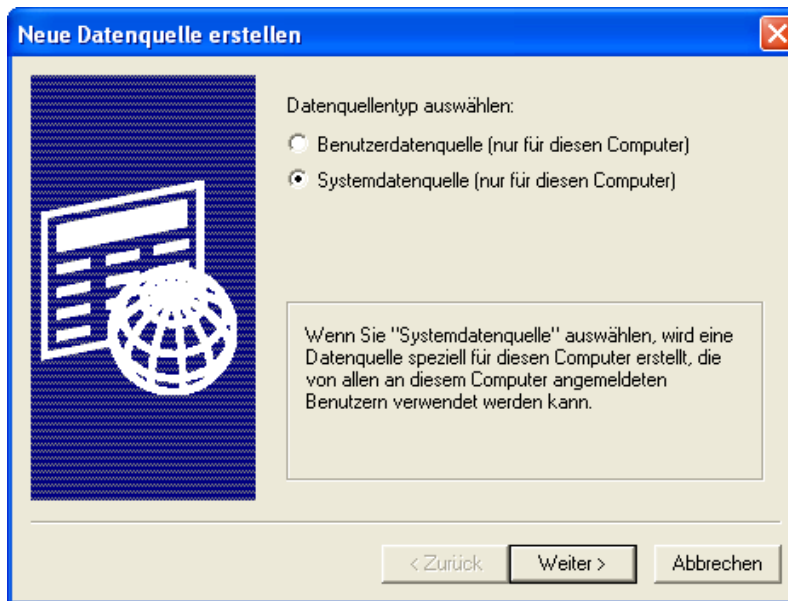 Neue Datenquelle erstellen
Datenquellentyp auswählen:
Benutzerdatenquelle (nur für diesen Computer)
Systemdatenquelle (nur für diesen Computer)
Wenn Sie "Systemdatenquelle" auswählen, wird eine
Datenquelle speziell für diesen Computer erstellt, die
von allen an diesem Computer angemeldeten
Benutzern verwendet werden kann.
< Zurück Weiter > Abbrechen